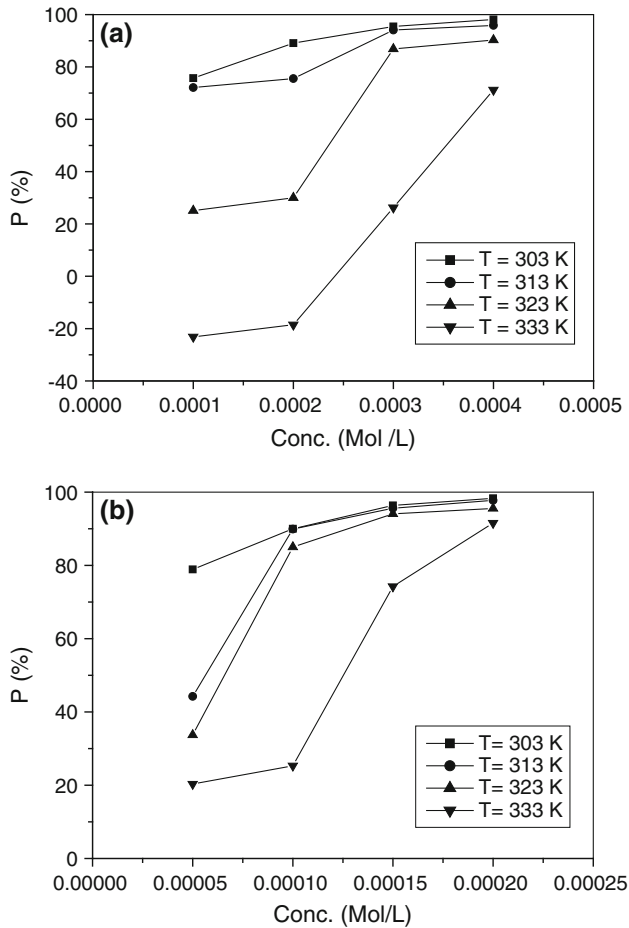 (a)
100
80
60
40
20
0
-20
-40
P (%)
0.0000 0.0001 0.0002 0.0003 0.0004 0.0005
Conc. (Mol /L)
T = 303 K
T = 313 K
T = 323 K
T = 333 K
(b)
100
80
60
40
20
0
P (%)
0.00000 0.00005 0.00010 0.00015 0.00020 0.00025
Conc. (Mol/L)
T= 303 K
T= 313 K
T= 323 K
T= 333 K